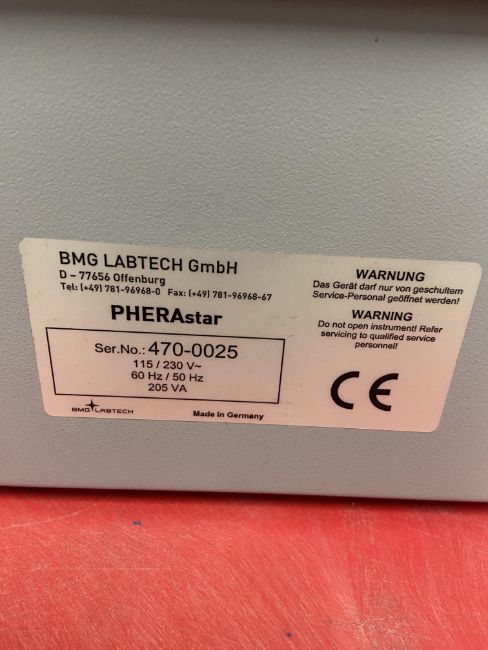 BMG LABTECH GmbH
D – 77656 Offenburg
Tel: (+49) 781-96968-0 Fax: (+49) 781-96968-67
PHERAstar
Ser.No.: 470-0025
115 / 230 V~
60 Hz / 50 Hz
205 VA
BMG LABTECH
Made in Germany
WARNUNG
Das Gerät darf nur von geschultem
Service-Personal geöffnet werden!
WARNING
Do not open instrument! Refer
servicing to qualified service
personnel!
CE